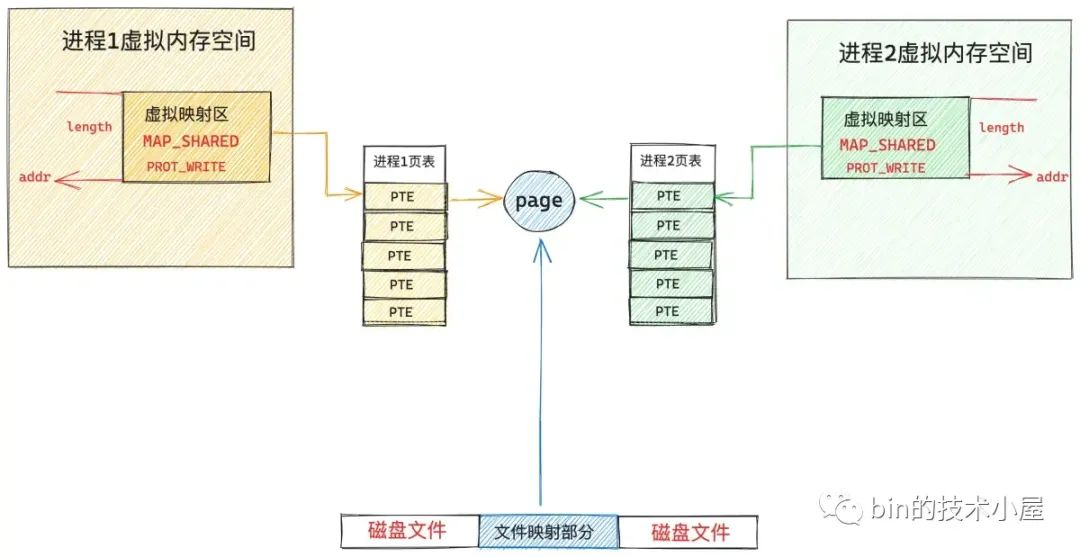 进程1虚拟内存空间
虚拟映射区
MAP_SHARED
PROT_WRITE
length
addr
进程1页表
PTE
PTE
PTE
PTE
PTE
page
进程2页表
PTE
PTE
PTE
PTE
PTE
进程2虚拟内存空间
虚拟映射区
MAP_SHARED
PROT_WRITE
length
addr
磁盘文件
文件映射部分
磁盘文件
bin的技术小屋